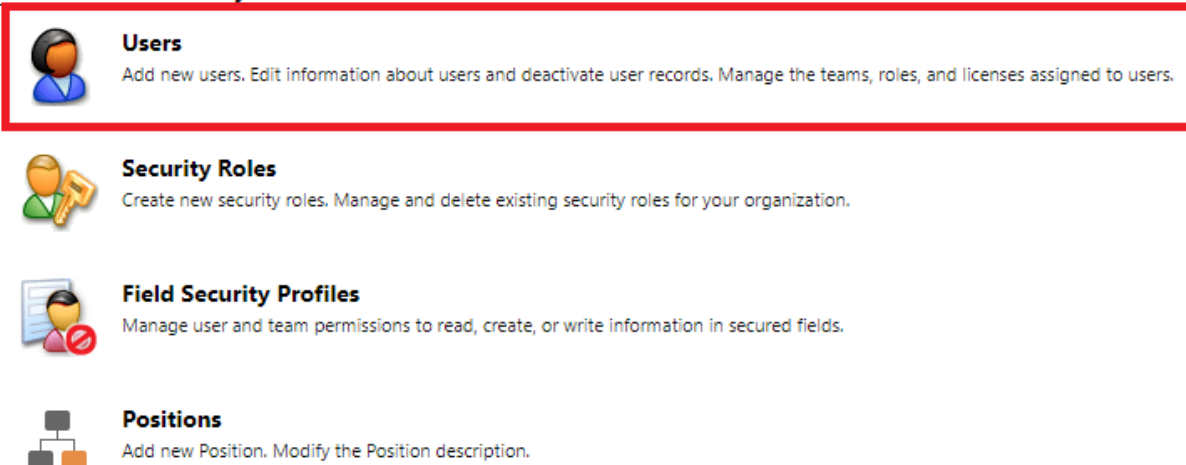 Users
Add new users. Edit information about users and deactivate user records. Manage the teams, roles, and licenses assigned to users.
Security Roles
Create new security roles. Manage and delete existing security roles for your organization.
Field Security Profiles
Manage user and team permissions to read, create, or write information in secured fields.
Positions
Add new Position. Modify the Position description.